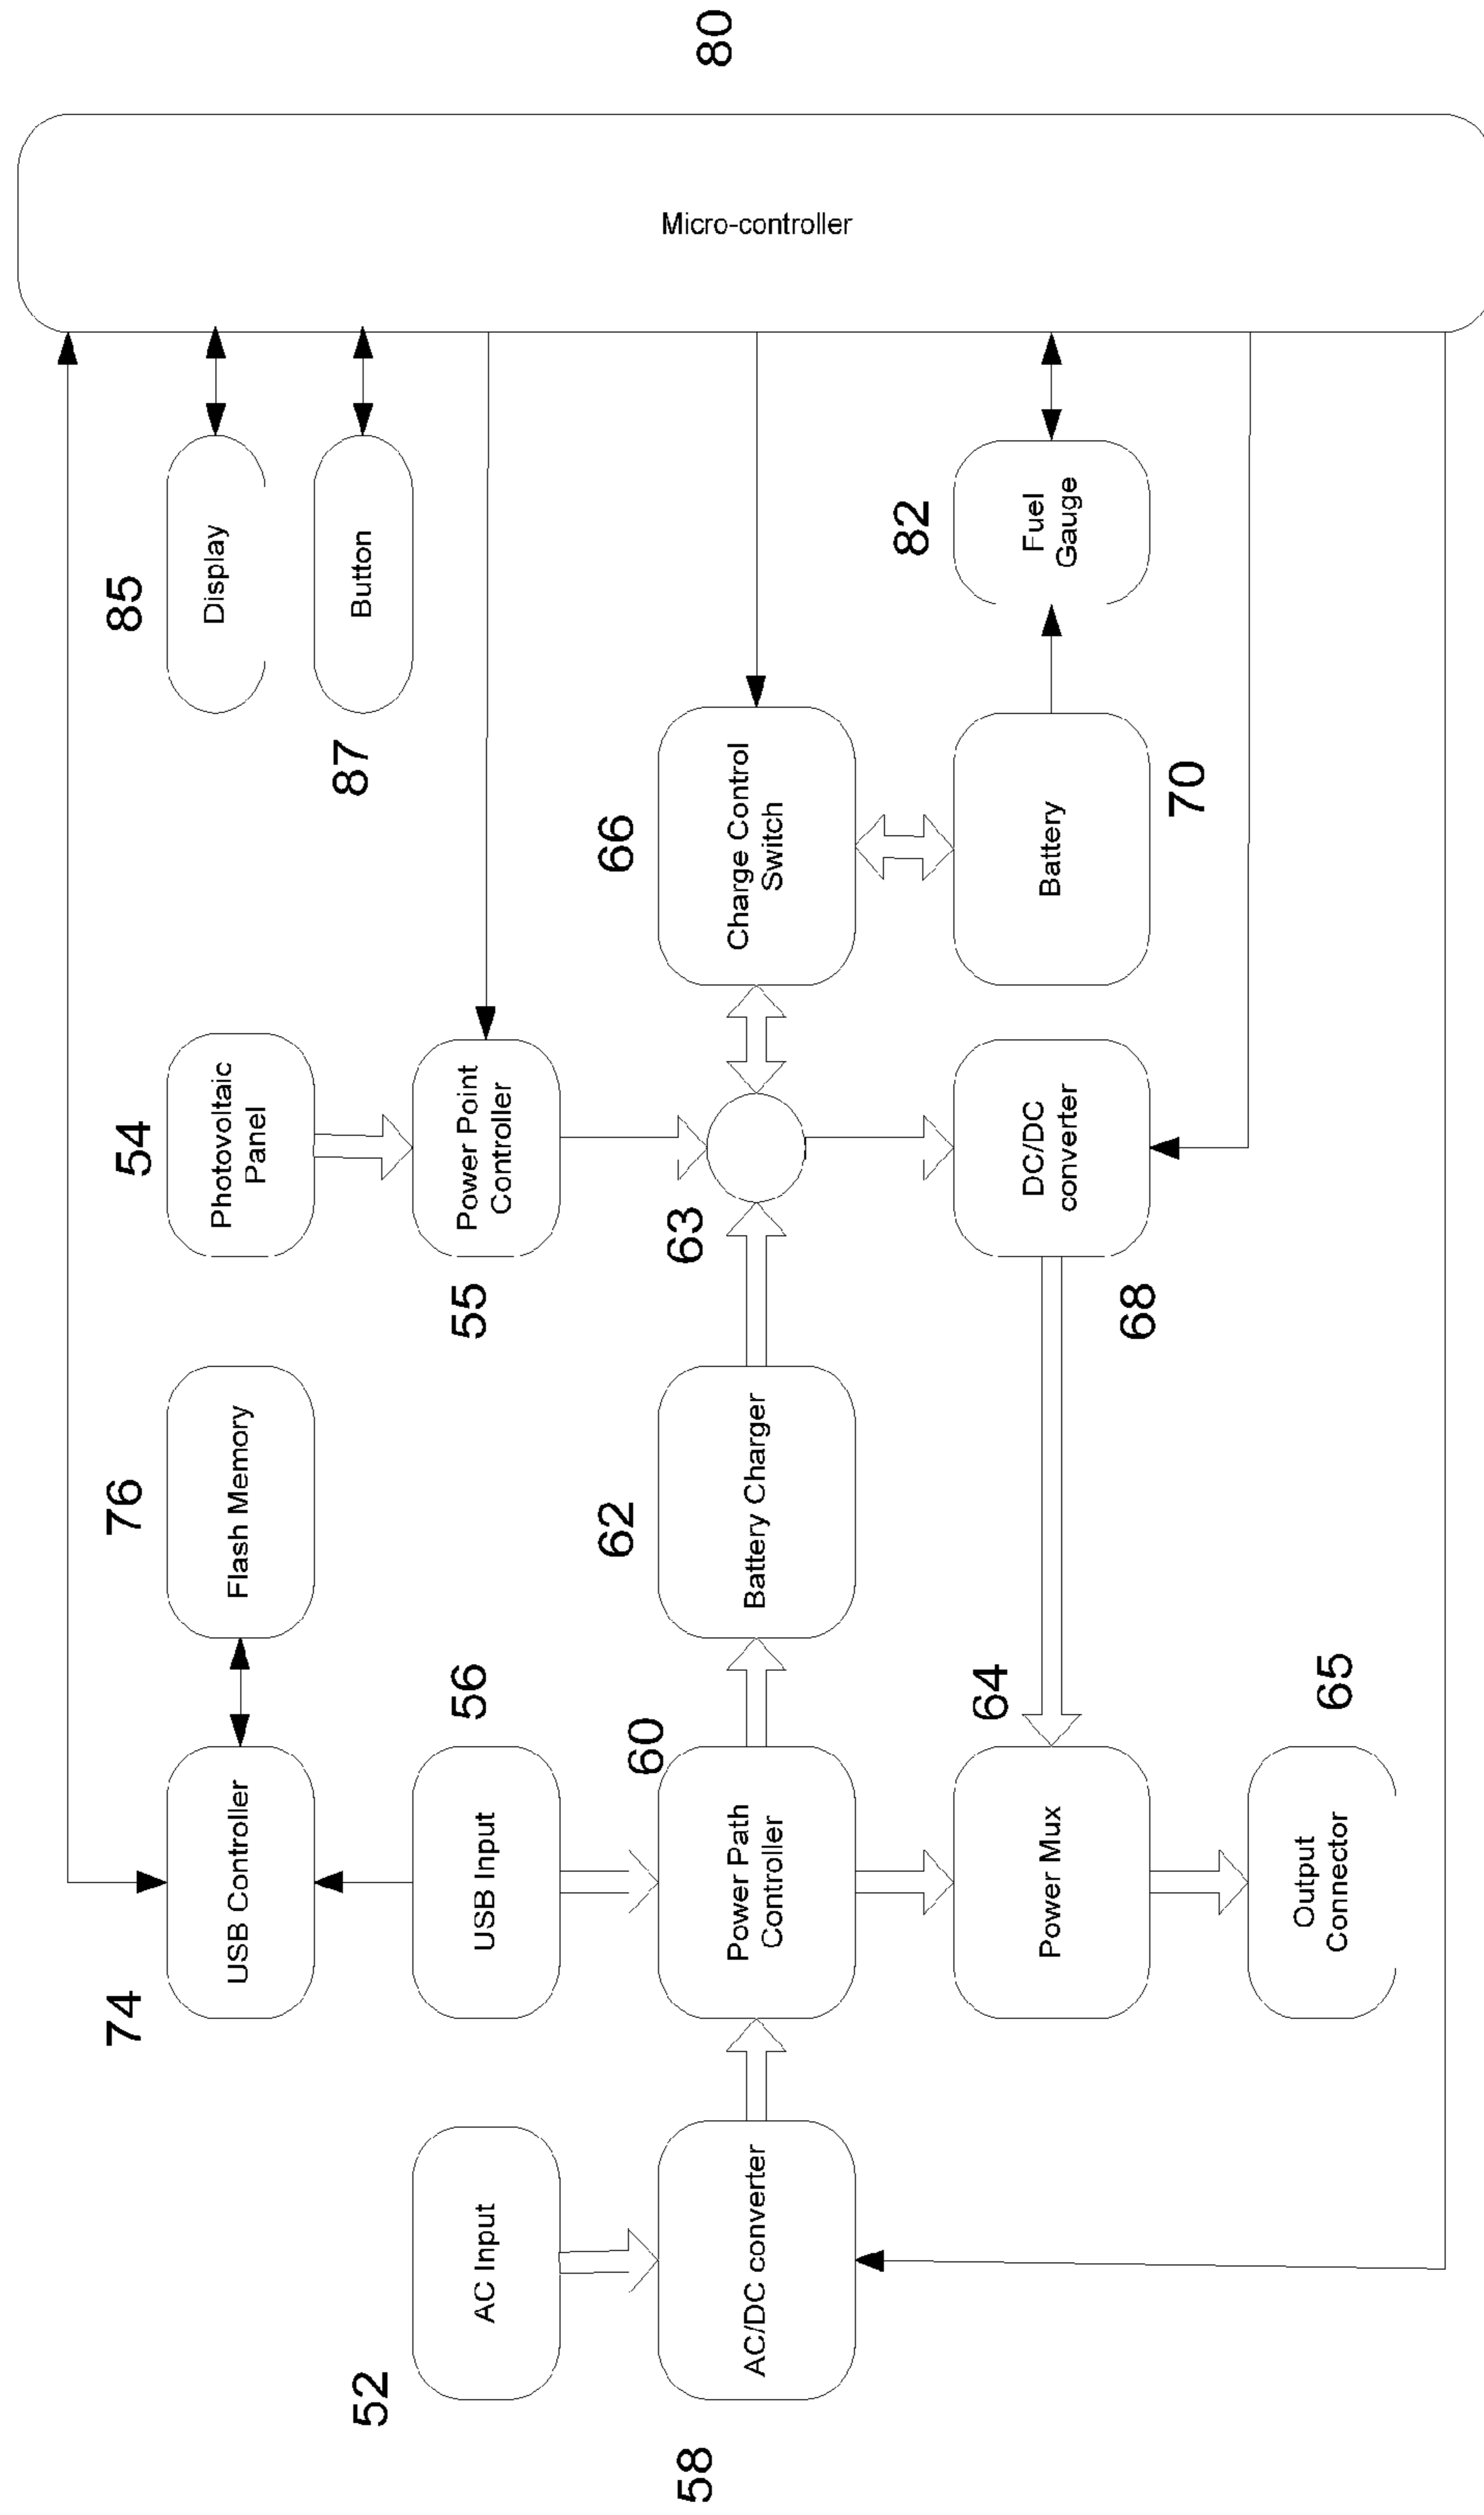 74
76
54
85
USB Controller
Flash Memory
Photovoltaic
Panel
Display
52
87
Button
56
55
AC Input
USB Input
Power Point
Controller
58
60
62
63
66
AC/DC converter
Power Path
Controller
Battery Charger
Charge Control
Switch
80
Micro-controller
64
82
Power Mux
DC/DC
converter
Battery
Fuel
Gauge
68
70
65
Output
Connector